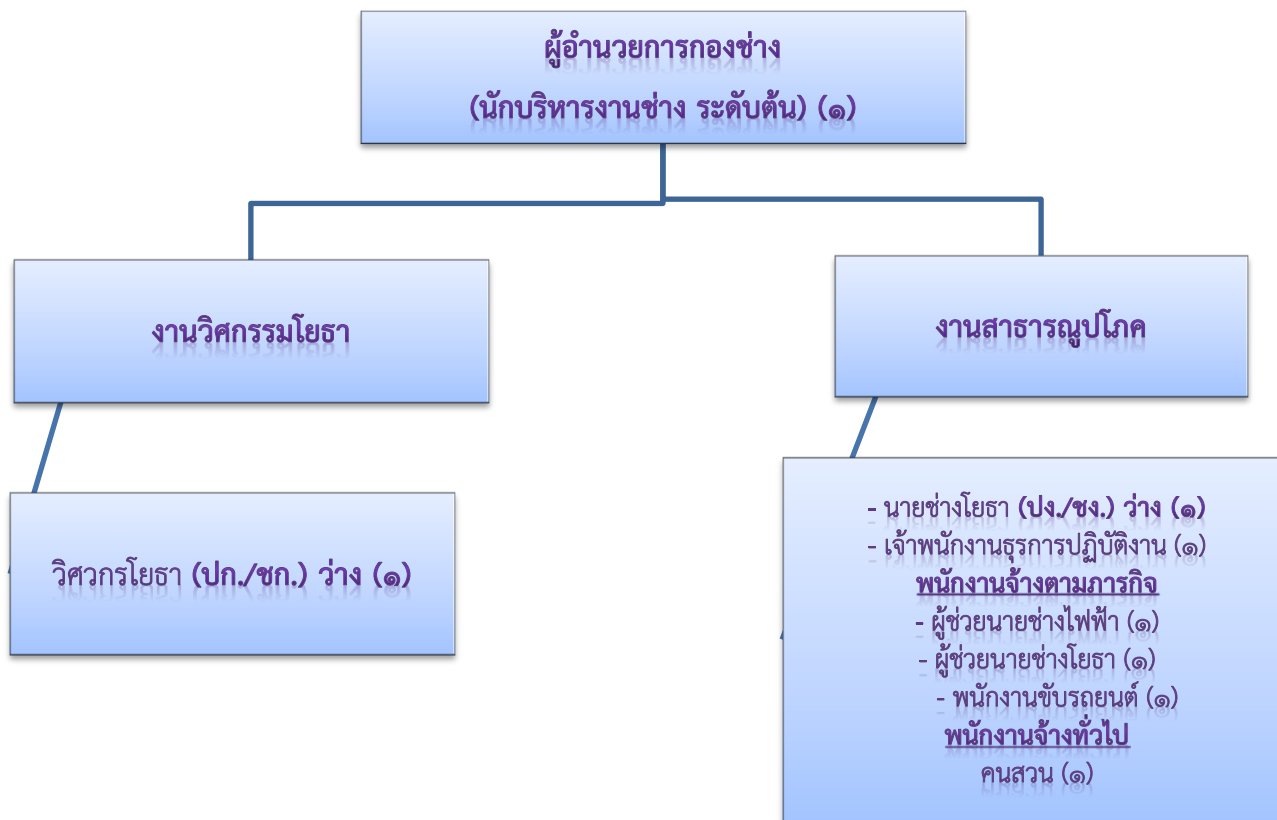 ผู้อำนวยการกองช่าง
(นักบริหารงานช่าง ระดับต้น) (๑)
งานวิศกรรมโยธา
งานสาธารณูปโภค
วิศวกรโยธา (ปก./ชก.) ว่าง (๑)
- นายช่างโยธา (ปง./ชง.) ว่าง (๑)
- เจ้าพนักงานธุรการปฏิบัติงาน (๑)
พนักงานจ้างตามภารกิจ
- ผู้ช่วยนายช่างไฟฟ้า (๑)
- ผู้ช่วยนายช่างโยธา (๑)
- พนักงานขับรถยนต์ (๑)
พนักงานจ้างทั่วไป
คนสวน (๑)